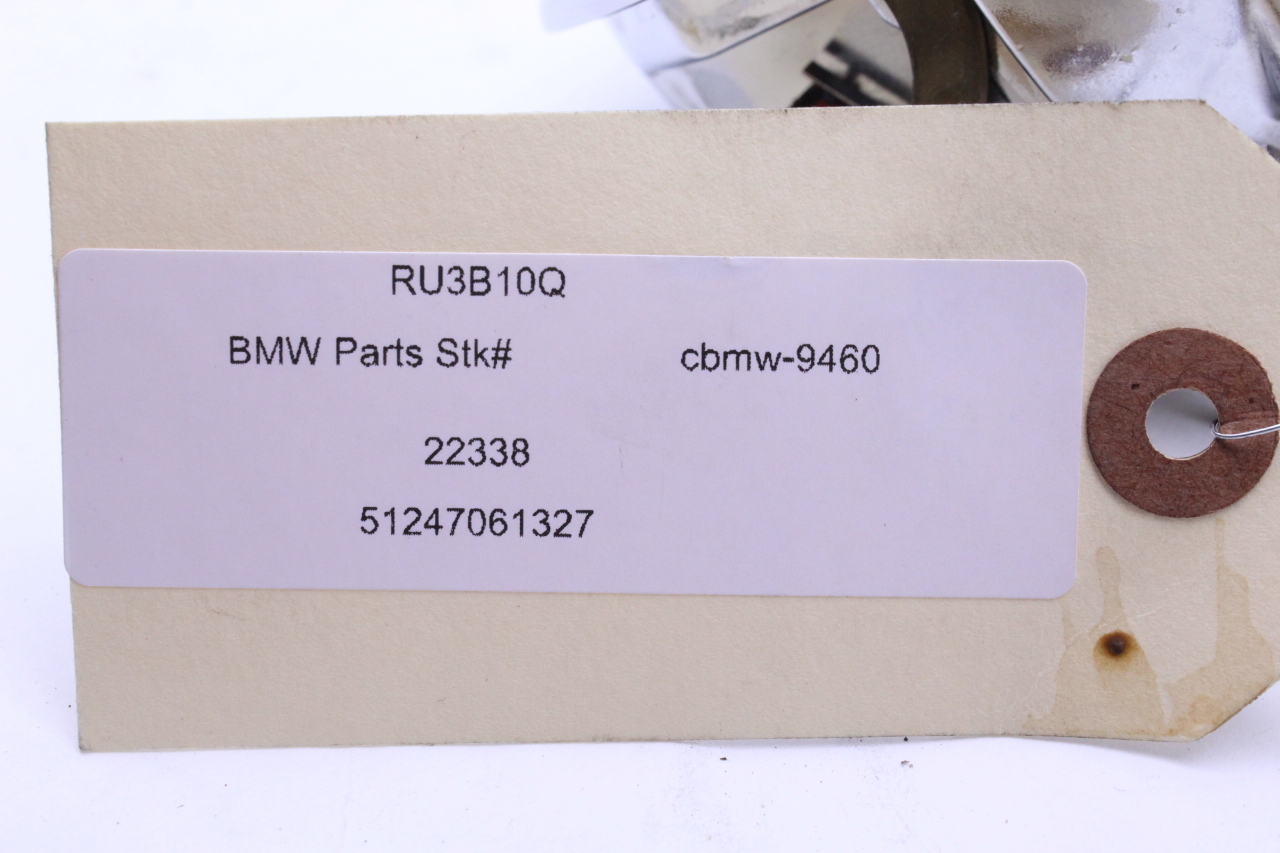 RU3B10Q
BMW Parts Stk# cbmw-9460
22338
51247061327